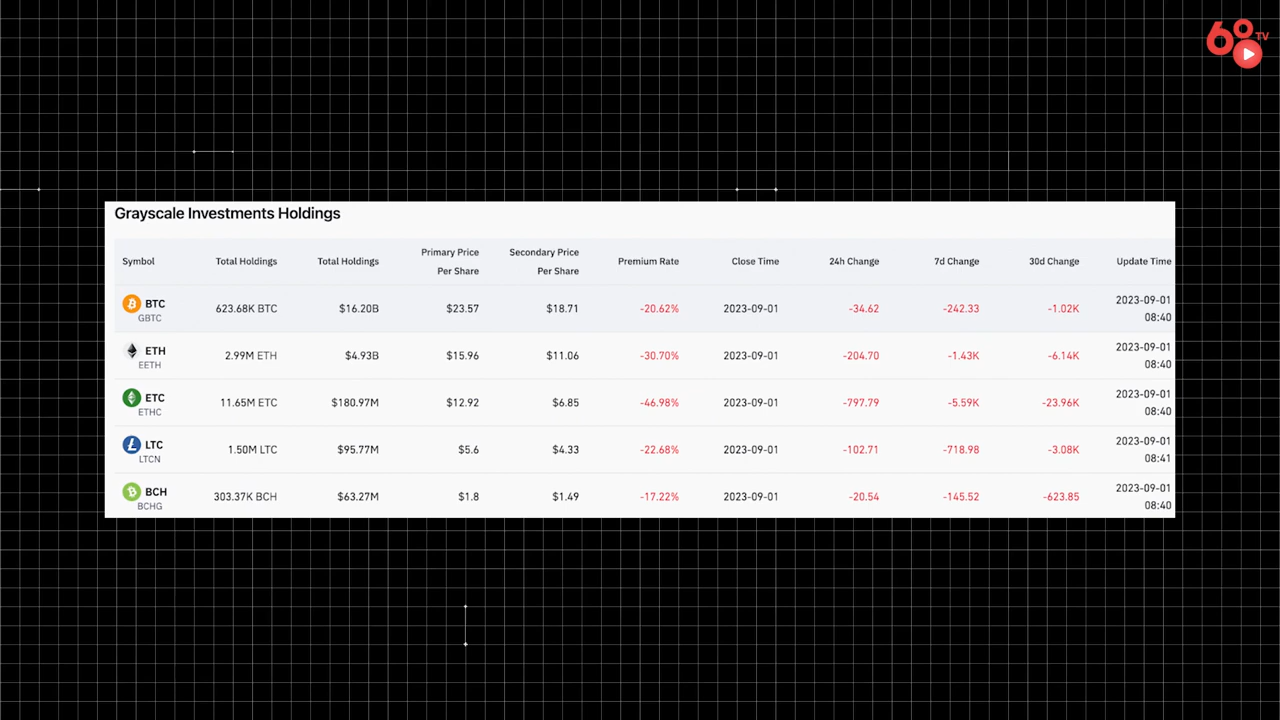 60 TV
Grayscale Investments Holdings
Symbol Total Holdings Total Holdings Primary Price Per Share Secondary Price Per Share Premium Rate Close Time 24h Change 7d Change 30d Change Update Time
BTC GBTC 623.68K BTC $16.20B $23.57 $18.71 -20.62% 2023-09-01 -34.62 -242.33 -1.02K 2023-09-01 08:40
ETH EETH 2.99M ETH $4.93B $15.96 $11.06 -30.70% 2023-09-01 -204.70 -1.43K -6.14K 2023-09-01 08:40
ETC ETHC 11.65M ETC $180.97M $12.92 $6.85 -46.98% 2023-09-01 -797.79 -5.59K -23.96K 2023-09-01 08:40
LTC LTCN 1.50M LTC $95.77M $5.6 $4.33 -22.68% 2023-09-01 -102.71 -718.98 -3.08K 2023-09-01 08:41
BCH BCHG 303.37K BCH $63.27M $1.8 $1.49 -17.22% 2023-09-01 -20.54 -145.52 -623.85 2023-09-01 08:40